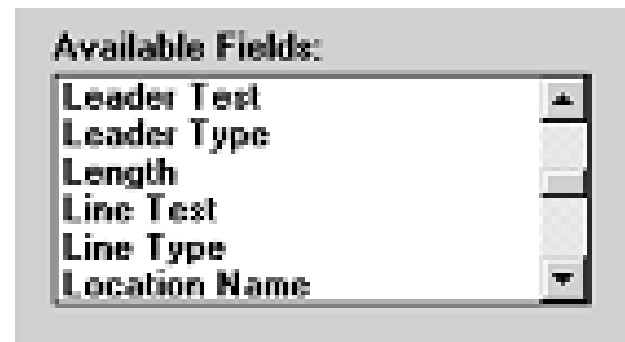 Available Fields:
Leader Test
Leader Type
Length
Line Test
Line Type
Location Name